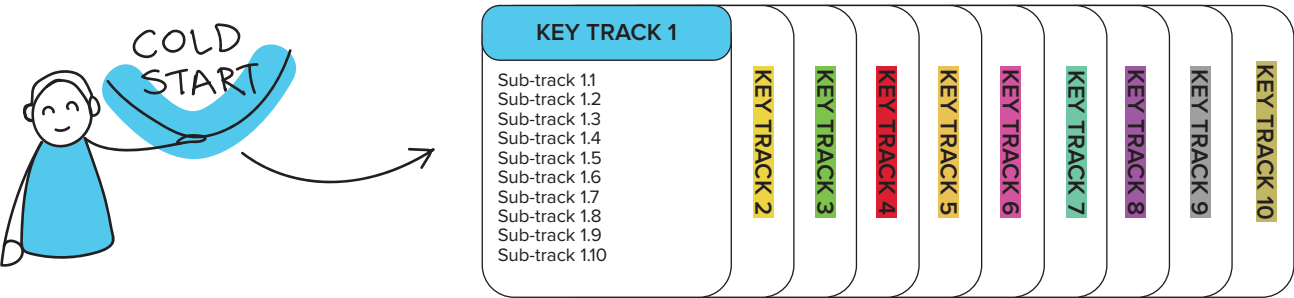 COLD
START
KEY TRACK 1
Sub-track 1.1
Sub-track 1.2
Sub-track 1.3
Sub-track 1.4
Sub-track 1.5
Sub-track 1.6
Sub-track 1.7
Sub-track 1.8
Sub-track 1.9
Sub-track 1.10
KEY TRACK 2
KEY TRACK 3
KEY TRACK 4
KEY TRACK 5
KEY TRACK 6
KEY TRACK 7
KEY TRACK 8
KEY TRACK 9
KEY TRACK 10